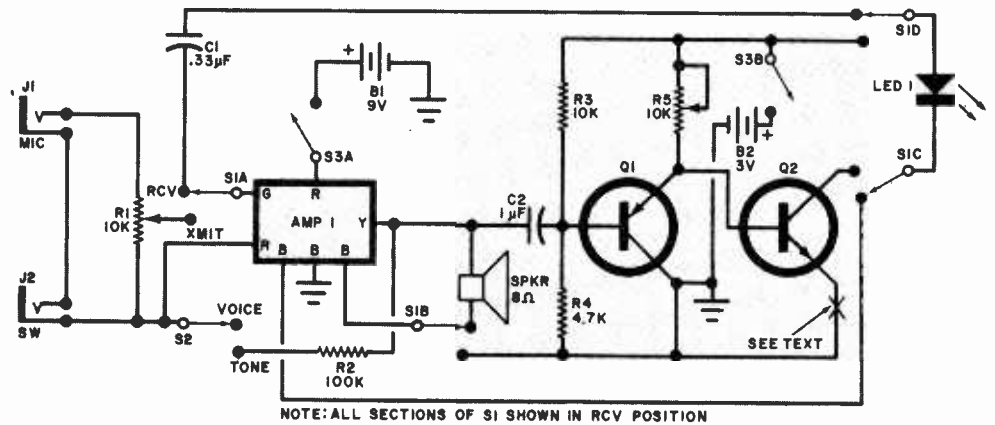 C1
.33µF
S1D
S3B
LED 1
J1
V
MIC
B1
9V
R3
10K
R5
10K
B2
3V
S1C
S3A
RCV
S1A
G
R
AMP 1
Y
R
B
B
B
R1
10K
XMIT
C2
1µF
Q1
Q2
SPKR
8Ω
R4
4.7K
J2
V
SW
S2
VOICE
S1B
SEE TEXT
TONE
R2
100K
NOTE: ALL SECTIONS OF S1 SHOWN IN RCV POSITION